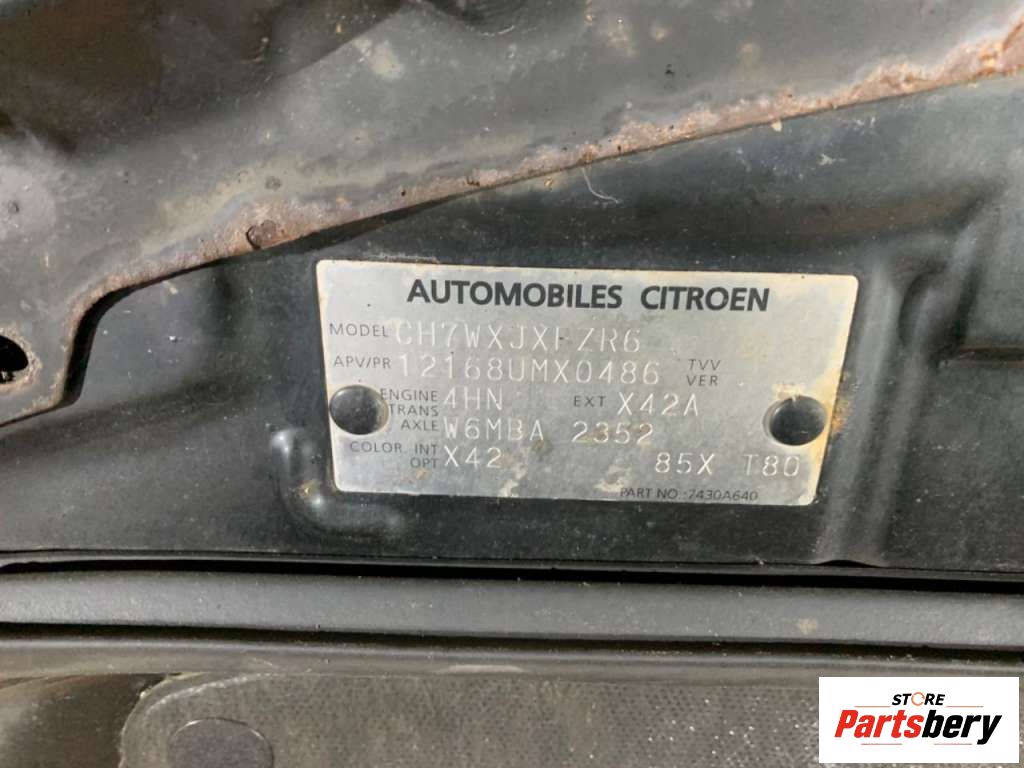 AUTOMOBILES CITROEN
MODEL CH7WXJXFZR6
APV/PR 12168UMX0486 TVV VER
ENGINE 4HN EXT X42A
TRANS
AXLE W6MBA 2352
COLOR. INT X42
OPT 85X T80
PART NO :7430A640
STORE
Partsbery